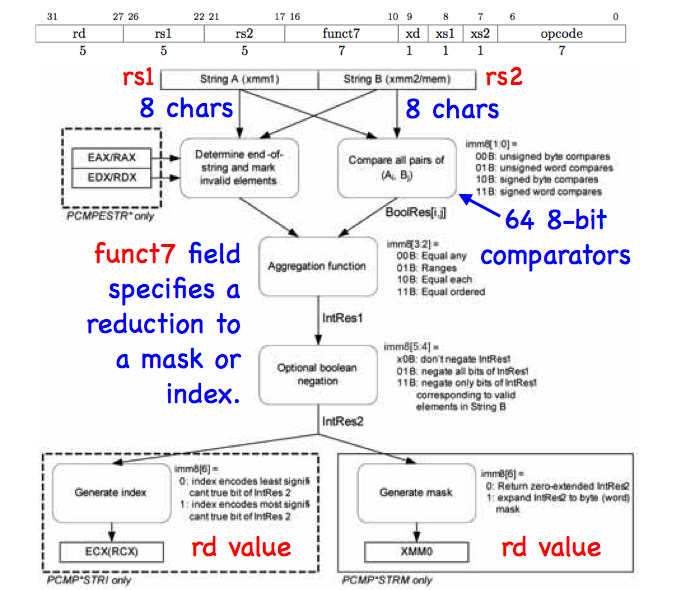 31 27 26 22 21 17 16 10 9 8 7 6 0
rd rs1 rs2 funct7 xd xs1 xs2 opcode
5 5 5 7 1 1 1 7
rs1 String A (xmm1) String B (xmm2/mem) rs2
8 chars 8 chars
EAX/RAX
EDX/RDX
PCMPESTR* only
Determine end-of-
string and mark
invalid elements
Compare all pairs of
(Ai, Bj)
imm8[1:0] =
00B: unsigned byte compares
01B: unsigned word compares
10B: signed byte compares
11B: signed word compares
BoolRes[i,j]
64 8-bit
comparators
funct7 field
specifies a
reduction to
a mask or
index.
Aggregation function
imm8[3:2] =
00B: Equal any
01B: Ranges
10B: Equal each
11B: Equal ordered
IntRes1
Optional boolean
negation
imm8[5:4] =
x0B: don't negate IntRes1
01B: negate all bits of IntRes1
11B: negate only bits of IntRes1
corresponding to valid
elements in String B
IntRes2
Generate index
imm8[6] =
0: index encodes least signifi
cant true bit of IntRes 2
1: index encodes most signifi
cant true bit of IntRes 2
ECX(RCX)
rd value
PCMP*STRI only
Generate mask
imm8[6] =
0: Return zero-extended IntRes2
1: expand IntRes2 to byte (word)
mask
XMM0
rd value
PCMP*STRM only